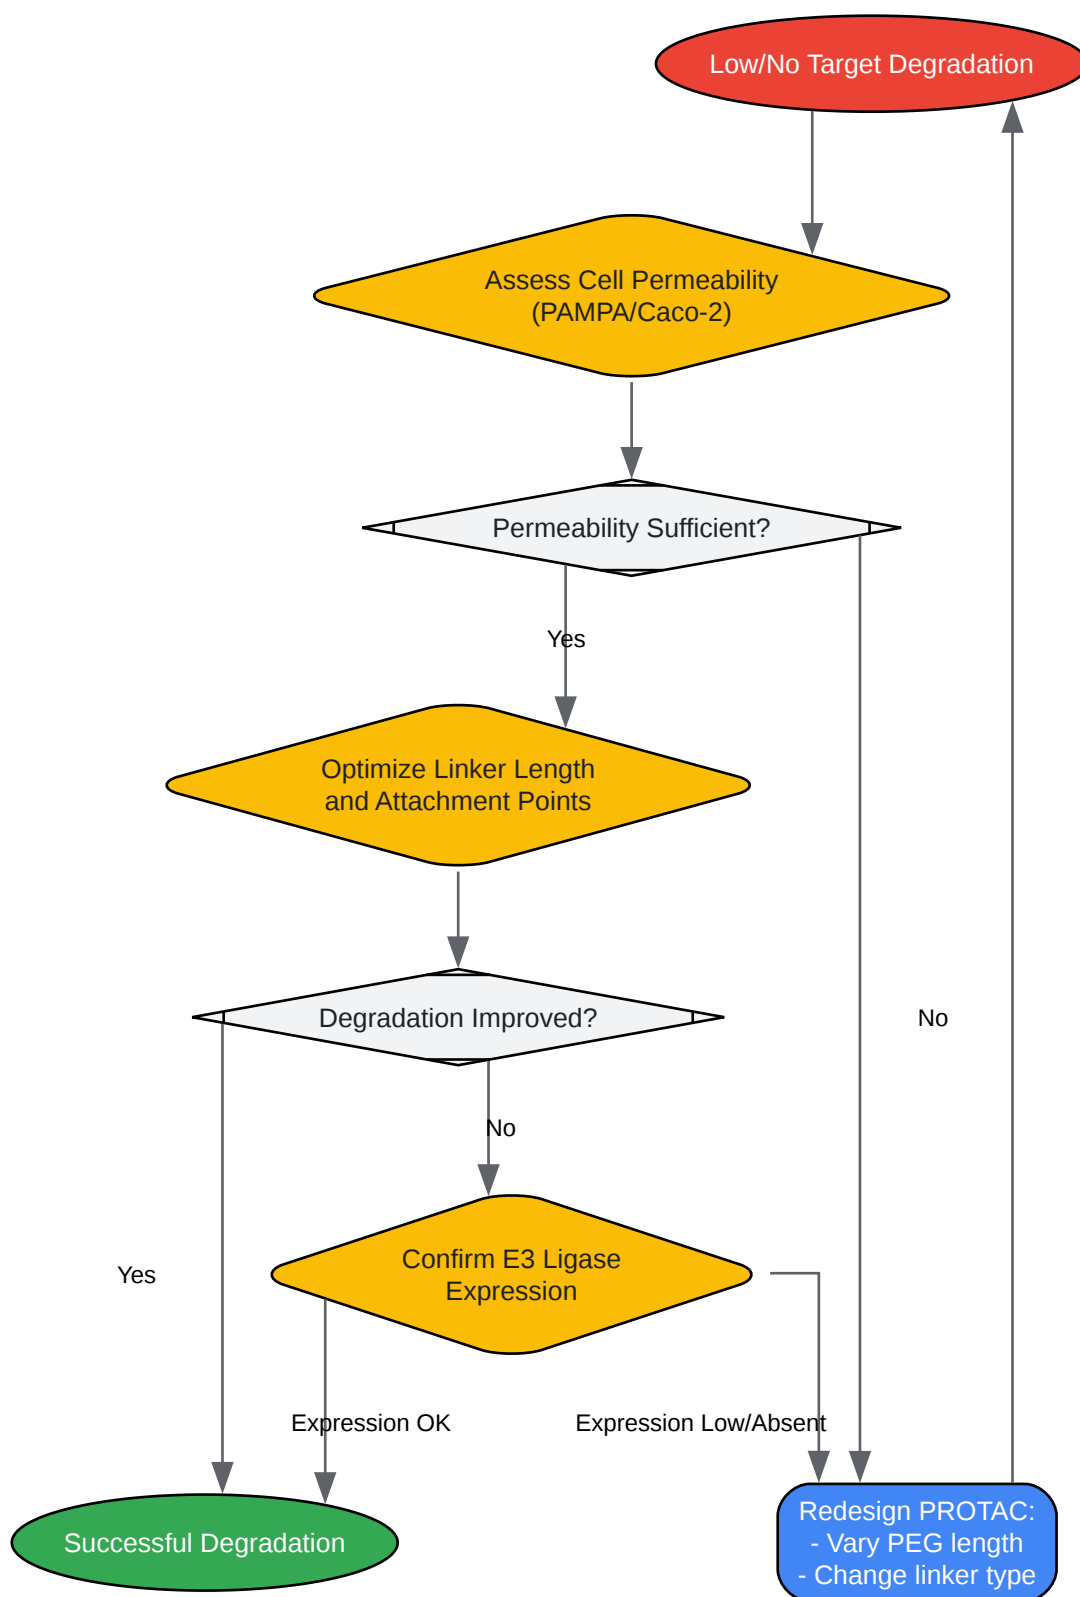 Low/No Target Degradation
Assess Cell Permeability
(PAMPA/Caco-2)
Permeability Sufficient?
Yes
Optimize Linker Length
and Attachment Points
Degradation Improved?
No
No
Confirm E3 Ligase
Expression
Yes
Expression OK
Expression Low/Absent
Successful Degradation
Redesign PROTAC:
- Vary PEG length
- Change linker type